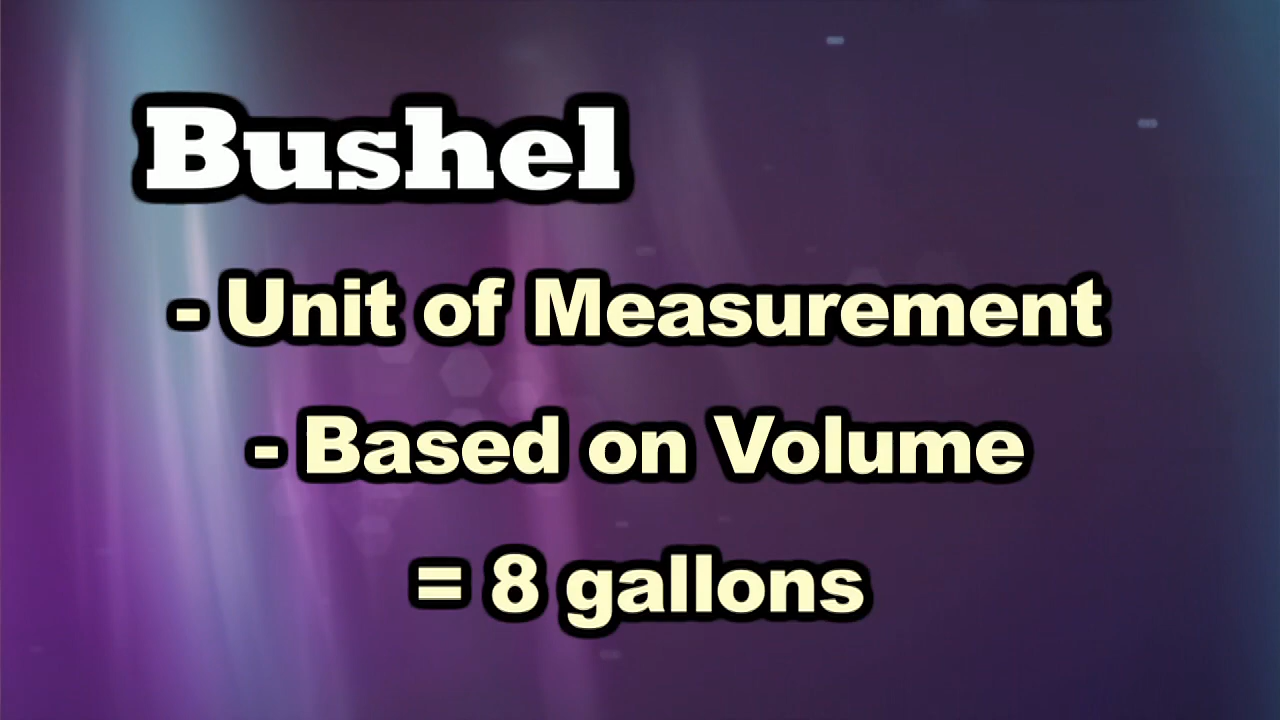 Bushel
- Unit of Measurement
- Based on Volume
= 8 gallons